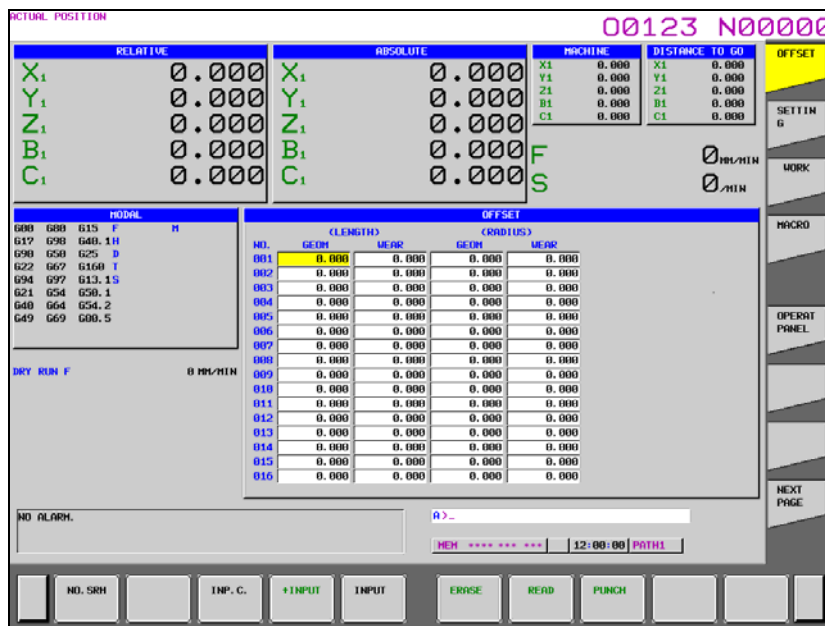 ACTUAL POSITION
O0123 N00000
RELATIVE
X1 0.000
Y1 0.000
Z1 0.000
B1 0.000
C1 0.000
ABSOLUTE
X1 0.000
Y1 0.000
Z1 0.000
B1 0.000
C1 0.000
MACHINE
X1 0.000
Y1 0.000
Z1 0.000
B1 0.000
C1 0.000
DISTANCE TO GO
X1 0.000
Y1 0.000
Z1 0.000
B1 0.000
C1 0.000
F 0 MM/MIN
S 0 /MIN
MODAL
G00 G80 G15 F M
G17 G98 G40.1 H
G90 G50 G25 D
G22 G67 G160 T
G94 G97 G13.1 S
G21 G54 G50.1
G40 G64 G54.2
G49 G69 G80.5
DRY RUN F 0 MM/MIN
OFFSET
(LENGTH) (RADIUS)
NO. GEOM WEAR GEOM WEAR
001 0.000 0.000 0.000 0.000
002 0.000 0.000 0.000 0.000
003 0.000 0.000 0.000 0.000
004 0.000 0.000 0.000 0.000
005 0.000 0.000 0.000 0.000
006 0.000 0.000 0.000 0.000
007 0.000 0.000 0.000 0.000
008 0.000 0.000 0.000 0.000
009 0.000 0.000 0.000 0.000
010 0.000 0.000 0.000 0.000
011 0.000 0.000 0.000 0.000
012 0.000 0.000 0.000 0.000
013 0.000 0.000 0.000 0.000
014 0.000 0.000 0.000 0.000
015 0.000 0.000 0.000 0.000
016 0.000 0.000 0.000 0.000
NO ALARM.
A>_
MEM **** *** *** 12:00:00 PATH1
OFFSET
SETTIN
G
WORK
MACRO
OPERAT
PANEL
NEXT
PAGE
NO.SRH INP.C. +INPUT INPUT ERASE READ PUNCH